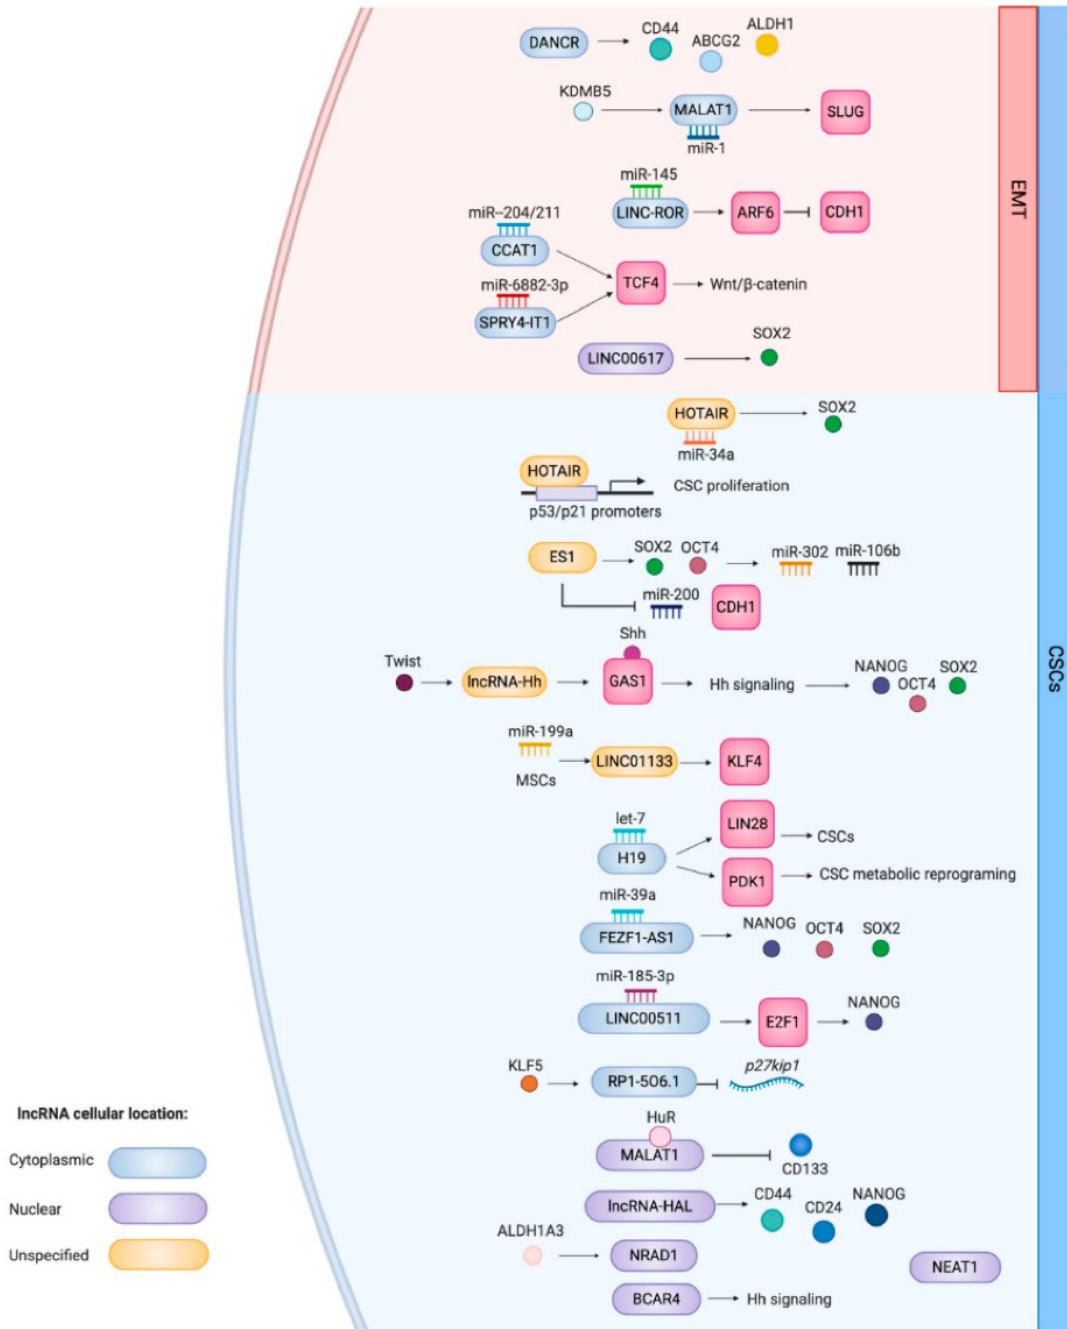 DANCR
CD44
ABCG2
ALDH1
KDMB5
MALAT1
SLUG
miR-1
miR-145
LINC-ROR
ARF6
CDH1
miR--204/211
CCAT1
miR-6882-3p
SPRY4-IT1
TCF4
Wnt/β-catenin
LINC00617
SOX2
EMT
HOTAIR
SOX2
miR-34a
HOTAIR
p53/p21 promoters
CSC proliferation
ES1
SOX2
OCT4
miR-302
miR-106b
miR-200
CDH1
Twist
lncRNA-Hh
Shh
GAS1
Hh signaling
NANOG
OCT4
SOX2
miR-199a
MSCs
LINC01133
KLF4
let-7
H19
LIN28
CSCs
PDK1
CSC metabolic reprograming
miR-39a
FEZF1-AS1
NANOG
OCT4
SOX2
miR-185-3p
LINC00511
E2F1
NANOG
KLF5
RP1-5O6.1
p27kip1
HuR
MALAT1
CD133
lncRNA-HAL
CD44
CD24
NANOG
ALDH1A3
NRAD1
NEAT1
BCAR4
Hh signaling
CSCs
lncRNA cellular location:
Cytoplasmic
Nuclear
Unspecified